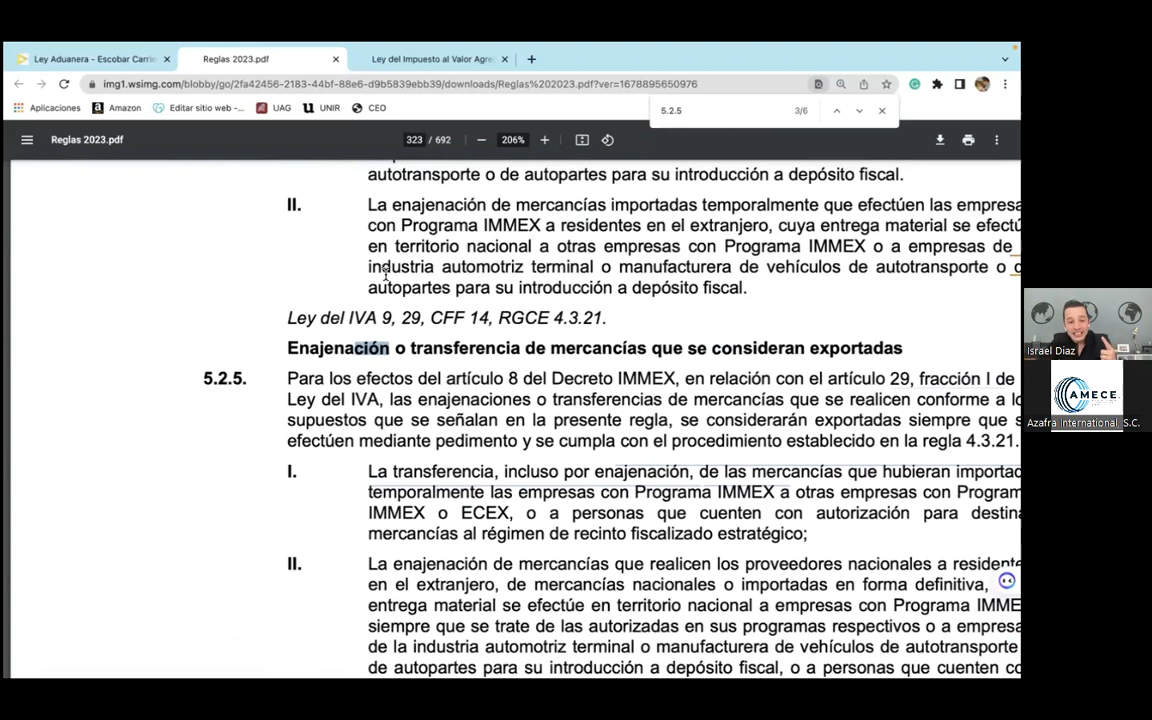 Ley Aduanera - Escobar Carrie
Reglas 2023.pdf
Ley del Impuesto al Valor Agre
img1.wsimg.com/blobby/go/2fa42456-2183-44bf-88e6-d9b5839ebb39/downloads/Reglas%202023.pdf?ver=1678895650976
Aplicaciones Amazon Editar sitio web -... UAG UNIR CEO
5.2.5 3/6
Reglas 2023.pdf 323 / 692 206%
autotransporte o de autopartes para su introducción a depósito fiscal.
II. La enajenación de mercancías importadas temporalmente que efectúen las empresa
con Programa IMMEX a residentes en el extranjero, cuya entrega material se efectú
en territorio nacional a otras empresas con Programa IMMEX o a empresas de
industria automotriz terminal o manufacturera de vehículos de autotransporte o
autopartes para su introducción a depósito fiscal.
Ley del IVA 9, 29, CFF 14, RGCE 4.3.21.
Enajenación o transferencia de mercancías que se consideran exportadas
5.2.5. Para los efectos del artículo 8 del Decreto IMMEX, en relación con el artículo 29, fracción I de
Ley del IVA, las enajenaciones o transferencias de mercancías que se realicen conforme a lo
supuestos que se señalan en la presente regla, se considerarán exportadas siempre que s
efectúen mediante pedimento y se cumpla con el procedimiento establecido en la regla 4.3.21.
I. La transferencia, incluso por enajenación, de las mercancías que hubieran importad
temporalmente las empresas con Programa IMMEX a otras empresas con Program
IMMEX o ECEX, o a personas que cuenten con autorización para destina
mercancías al régimen de recinto fiscalizado estratégico;
II. La enajenación de mercancías que realicen los proveedores nacionales a residente
en el extranjero, de mercancías nacionales o importadas en forma definitiva,
entrega material se efectúe en territorio nacional a empresas con Programa IMME
siempre que se trate de las autorizadas en sus programas respectivos o a empresa
de la industria automotriz terminal o manufacturera de vehículos de autotransporte
de autopartes para su introducción a depósito fiscal, o a personas que cuenten co
Israel Diaz
AMECE
Azafra International, S.C.